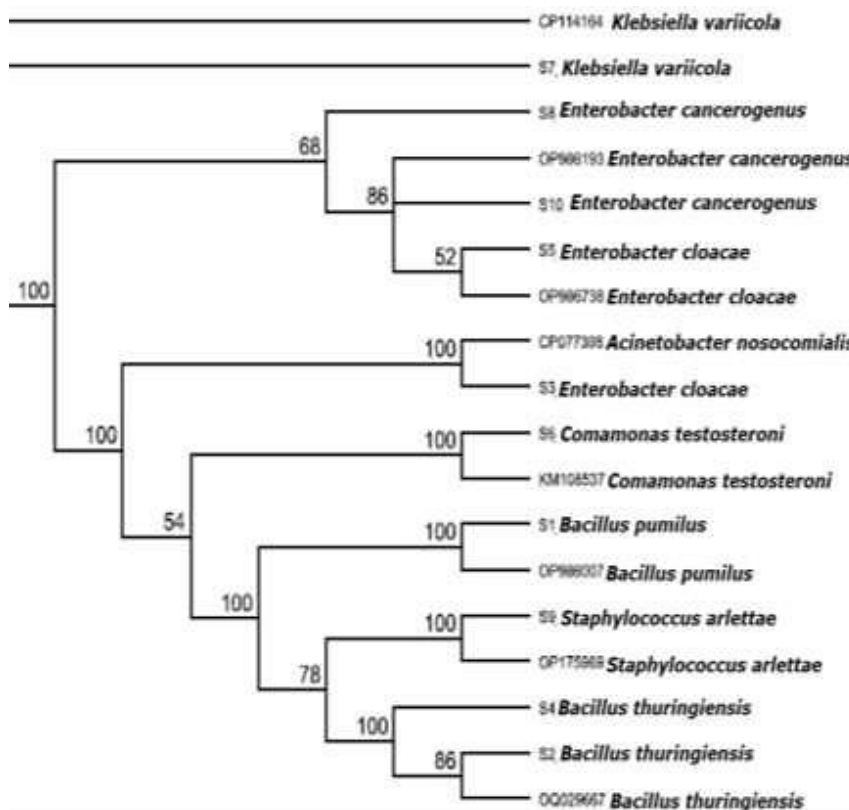 CP114164 Klebsiella variicola
S7 Klebsiella variicola
S8 Enterobacter cancerogenus
68
OP986193 Enterobacter cancerogenus
86
S10 Enterobacter cancerogenus
S5 Enterobacter cloacae
52
OP986738 Enterobacter cloacae
100
CP077386 Acinetobacter nosocomialis
100
S3 Enterobacter cloacae
S6 Comamonas testosteroni
100
100
KM108537 Comamonas testosteroni
54
S1 Bacillus pumilus
100
OP986007 Bacillus pumilus
100
S9 Staphylococcus arlettae
100
OP175969 Staphylococcus arlettae
78
S4 Bacillus thuringiensis
100
S2 Bacillus thuringiensis
86
OQ029667 Bacillus thuringiensis